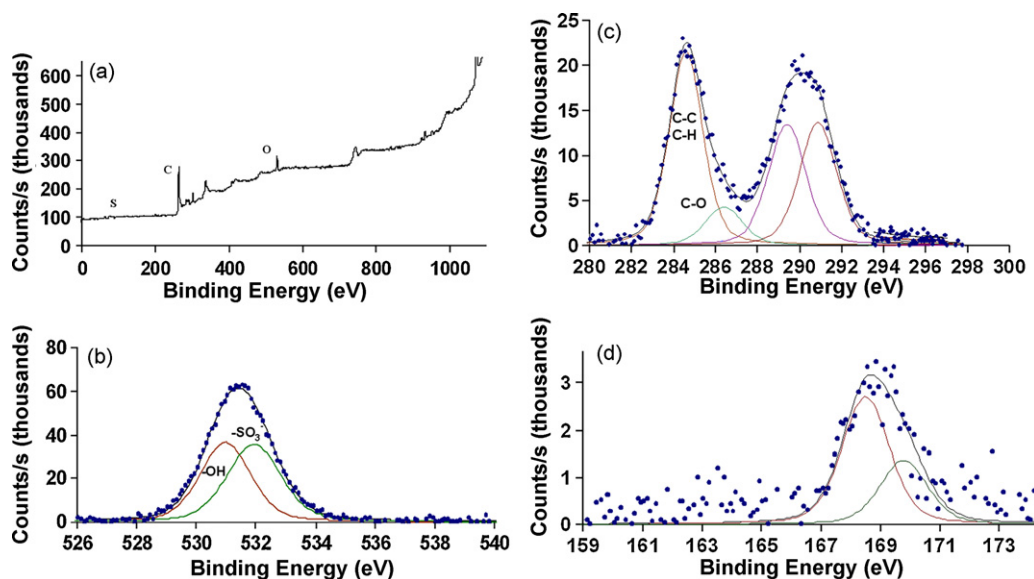 (a)
Counts/s (thousands)
600
500
400
300
200
100
0
C
O
S
0 200 400 600 800 1000
Binding Energy (eV)
(b)
Counts/s (thousands)
80
60
40
20
0
-SO3-
-OH
526 528 530 532 534 536 538 540
Binding Energy (eV)
(c)
Counts/s (thousands)
25
20
15
10
5
0
C-C
C-H
C-O
280 282 284 286 288 290 292 294 296 298 300
Binding Energy (eV)
(d)
Counts/s (thousands)
3
2
1
0
159 161 163 165 167 169 171 173
Binding Energy (eV)